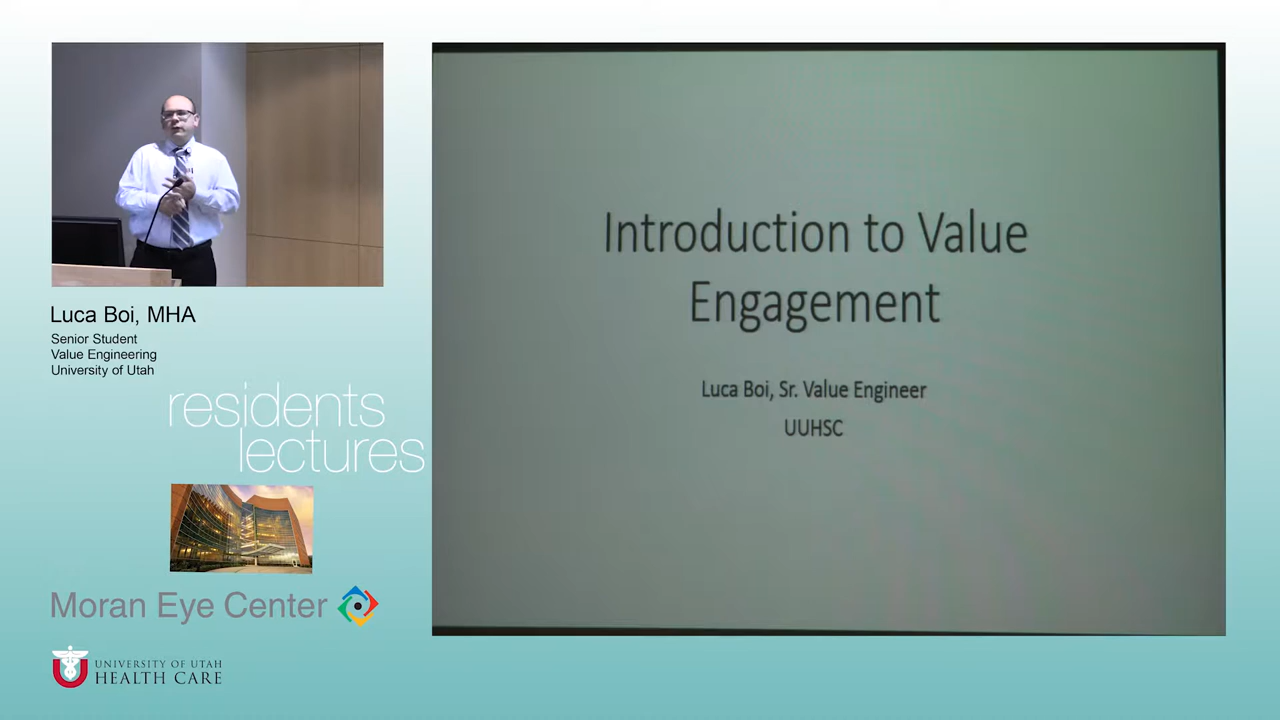 Luca Boi, MHA
Senior Student
Value Engineering
University of Utah
residents
lectures
Moran Eye Center
UNIVERSITY OF UTAH
HEALTH CARE
Introduction to Value
Engagement
Luca Boi, Sr. Value Engineer
UUHSC